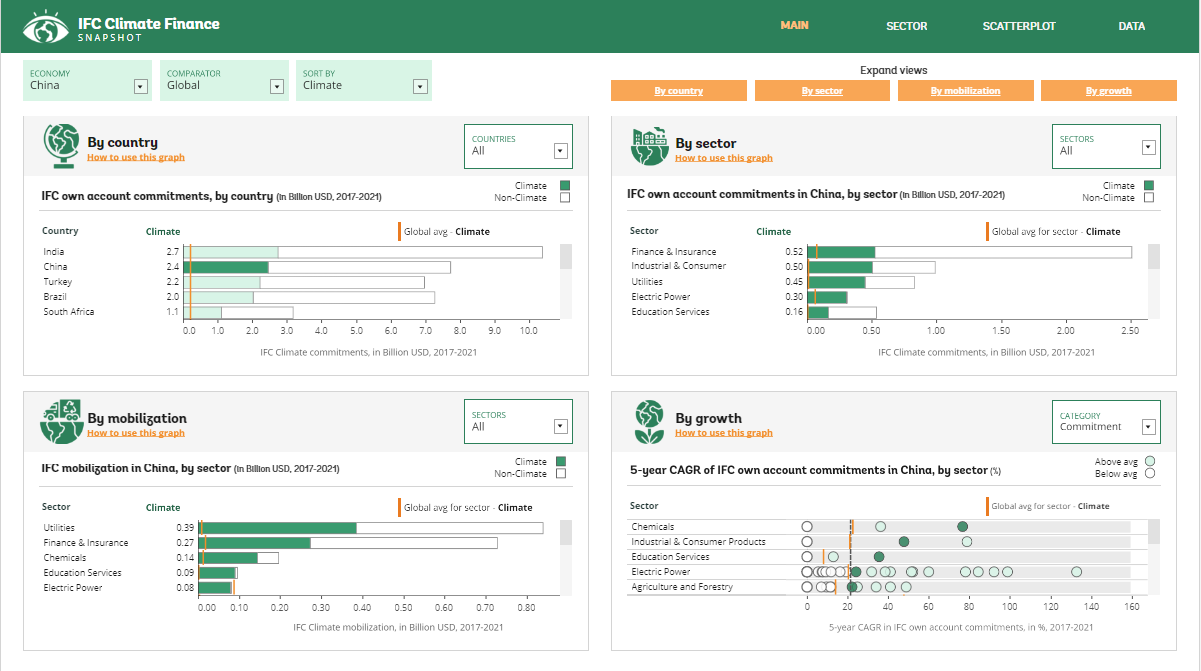 IFC Climate Finance
SNAPSHOT
MAIN
SECTOR
SCATTERPLOT
DATA
ECONOMY
China
COMPARATOR
Global
SORT BY
Climate
Expand views
By country
By sector
By mobilization
By growth
By country
How to use this graph
COUNTRIES
All
IFC own account commitments, by country (in Billion USD, 2017-2021)
Climate
Non-Climate
Country
Climate
Global avg - Climate
India 2.7
China 2.4
Turkey 2.2
Brazil 2.0
South Africa 1.1
0.0 1.0 2.0 3.0 4.0 5.0 6.0 7.0 8.0 9.0 10.0
IFC Climate commitments, in Billion USD, 2017-2021
By sector
How to use this graph
SECTORS
All
IFC own account commitments in China, by sector (in Billion USD, 2017-2021)
Climate
Non-Climate
Sector
Climate
Global avg for sector - Climate
Finance & Insurance 0.52
Industrial & Consumer 0.50
Utilities 0.45
Electric Power 0.30
Education Services 0.16
0.00 0.50 1.00 1.50 2.00 2.50
IFC Climate commitments, in Billion USD, 2017-2021
By mobilization
How to use this graph
SECTORS
All
IFC mobilization in China, by sector (in Billion USD, 2017-2021)
Climate
Non-Climate
Sector
Climate
Global avg for sector - Climate
Utilities 0.39
Finance & Insurance 0.27
Chemicals 0.14
Education Services 0.09
Electric Power 0.08
0.00 0.10 0.20 0.30 0.40 0.50 0.60 0.70 0.80
IFC Climate mobilization, in Billion USD, 2017-2021
By growth
How to use this graph
CATEGORY
Commitment
5-year CAGR of IFC own account commitments in China, by sector (%)
Above avg
Below avg
Sector
Global avg for sector - Climate
Chemicals
Industrial & Consumer Products
Education Services
Electric Power
Agriculture and Forestry
0 20 40 60 80 100 120 140 160
5-year CAGR in IFC own account commitments, in %, 2017-2021